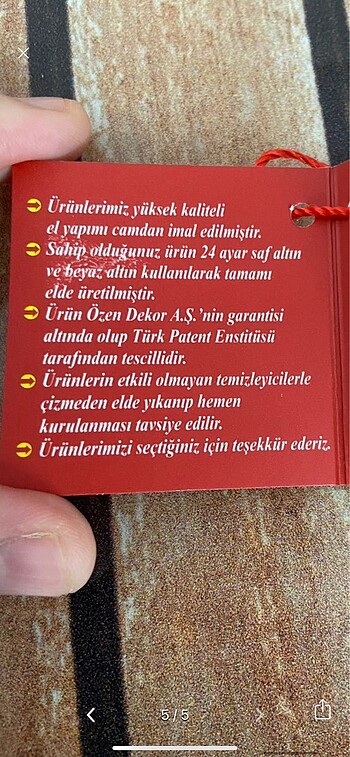 Ürünlerimiz yüksek kaliteli
el yapımı camdan imal edilmiştir.
Sahip olduğunuz ürün 24 ayar saf altın
ve beyaz altın kullanılarak tamamı
elde üretilmiştir.
Ürün Özen Dekor A.Ş.'nin garantisi
altında olup Türk Patent Enstitüsü
tarafından tescillidir.
Ürünlerin etkili olmayan temizleyicilerle
çizmeden elde yıkanıp hemen
kurulanması tavsiye edilir.
Ürünlerimizi seçtiğiniz için teşekkür ederiz.
5 / 5